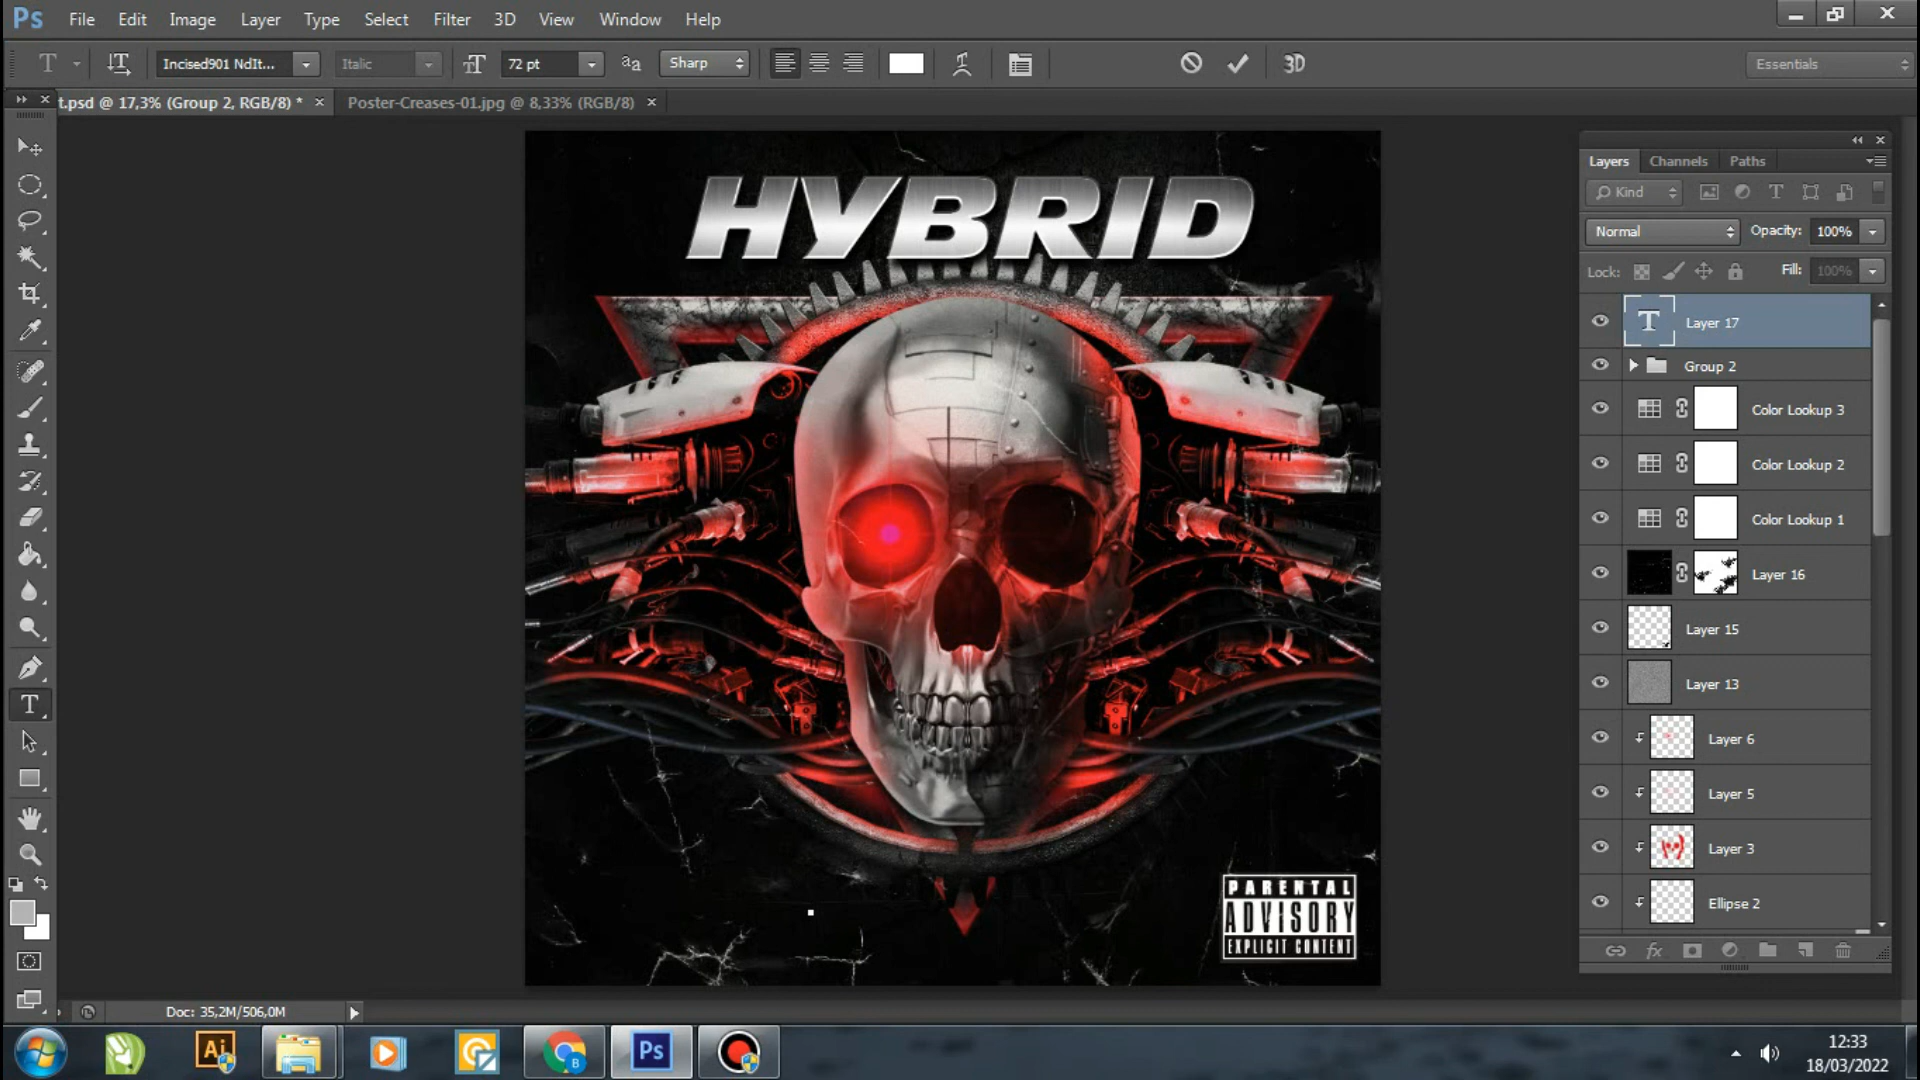 Ps File Edit Image Layer Type Select Filter 3D View Window Help
T Incised901 NdIt... Italic 72 pt Sharp 3D Essentials
t.psd @ 17,3% (Group 2, RGB/8) * Poster-Creases-01.jpg @ 8,33% (RGB/8)
HYBRID
PARENTAL
ADVISORY
EXPLICIT CONTENT
Layers Channels Paths
Kind
Normal Opacity: 100%
Lock: Fill: 100%
Layer 17
Group 2
Color Lookup 3
Color Lookup 2
Color Lookup 1
Layer 16
Layer 15
Layer 13
Layer 6
Layer 5
Layer 3
Ellipse 2
fx
Doc: 35,2M/506,0M
Ai Ps
12:33
18/03/2022